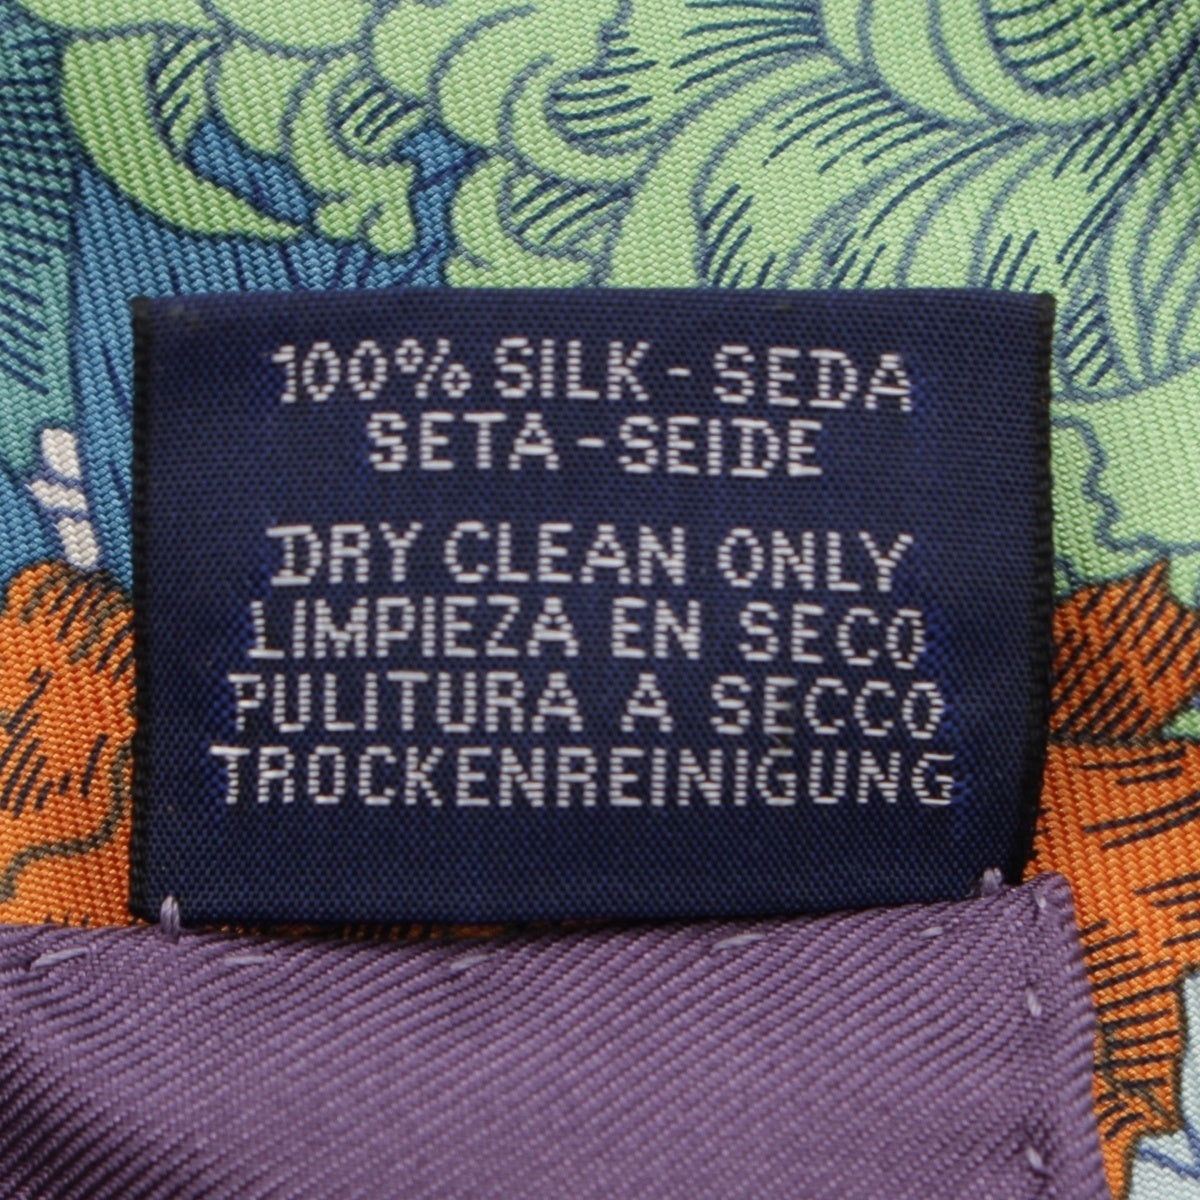 100% SILK - SEDA
SETA - SEIDE
DRY CLEAN ONLY
LIMPIEZA EN SECO
PULITURA A SECCO
TROCKENREINIGUNG